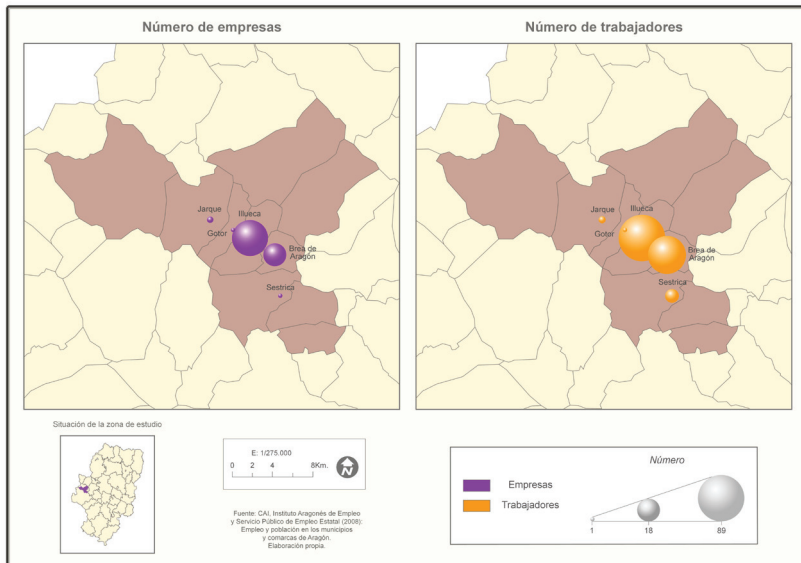 Número de empresas
Número de trabajadores
Jarque
Illueca
Gotor
Brea de
Aragón
Sestrica
Jarque
Illueca
Gotor
Brea de
Aragón
Sestrica
Situación de la zona de estudio
E: 1/275.000
0 2 4 8Km.
N
Fuente: CAI, Instituto Aragonés de Empleo
y Servicio Público de Empleo Estatal (2008):
Empleo y población en los municipios
y comarcas de Aragón.
Elaboración propia.
Número
Empresas
Trabajadores
1 18 89